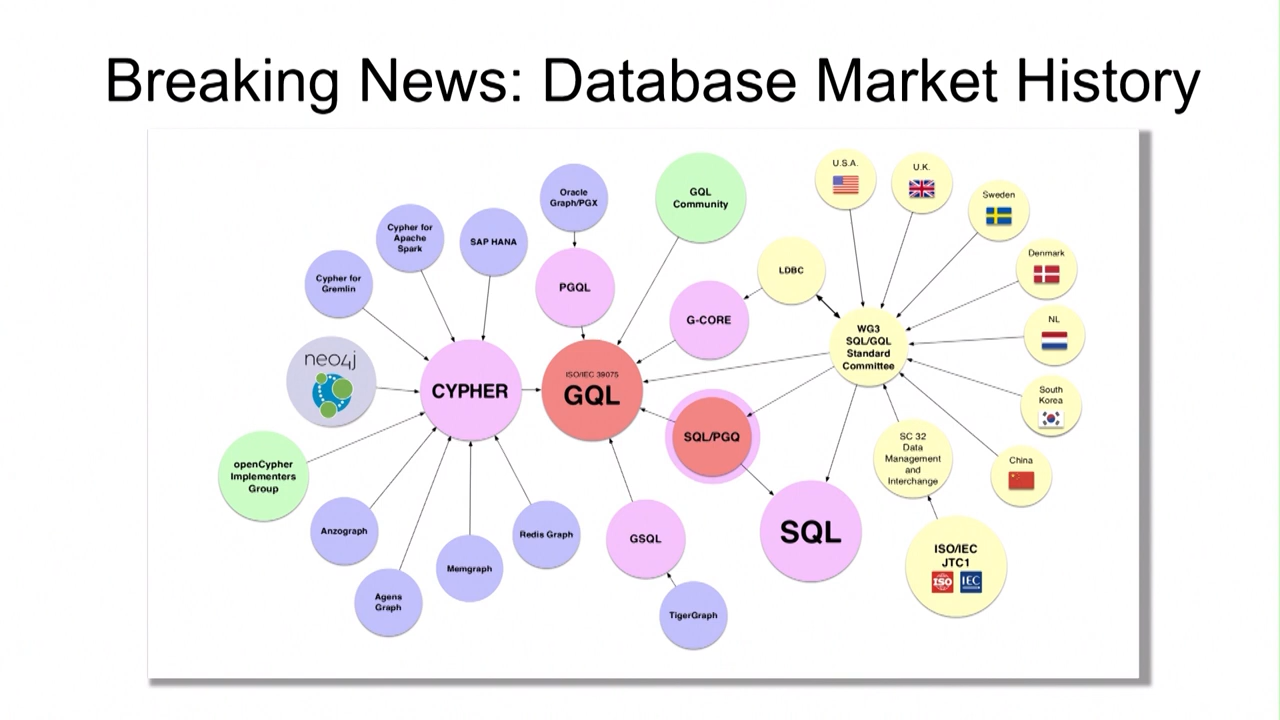 Breaking News: Database Market History
Oracle
Graph/PGX
GQL
Community
U.S.A.
U.K.
Sweden
Cypher for
Apache
Spark
SAP HANA
Cypher for
Gremlin
PGQL
LDBC
Denmark
G-CORE
NL
WG3
SQL/GQL
Standard
Committee
neo4j
CYPHER
ISO/IEC 39075
GQL
South
Korea
SQL/PGQ
SC 32
Data
Management
and
Interchange
China
openCypher
Implementers
Group
Anzograph
Redis Graph
GSQL
SQL
ISO/IEC
JTC1
ISO
IEC
Memgraph
Agens
Graph
TigerGraph